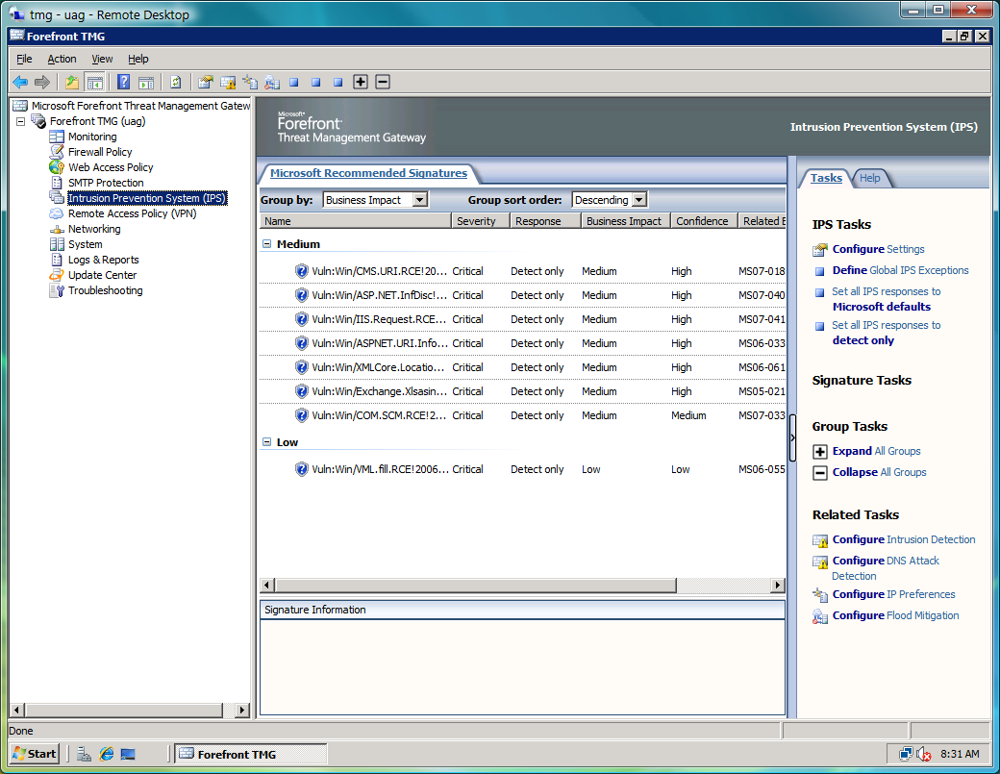 tmg - uag - Remote Desktop
Forefront TMG
File Action View Help
Microsoft Forefront Threat Management Gatew
Forefront TMG (uag)
Monitoring
Firewall Policy
Web Access Policy
SMTP Protection
Intrusion Prevention System (IPS)
Remote Access Policy (VPN)
Networking
System
Logs & Reports
Update Center
Troubleshooting
Microsoft®
Forefront™
Threat Management Gateway
Intrusion Prevention System (IPS)
Microsoft Recommended Signatures
Group by: Business Impact Group sort order: Descending
Name Severity Response Business Impact Confidence Related B
Medium
Vuln:Win/CMS.URI.RCE!20... Critical Detect only Medium High MS07-018
Vuln:Win/ASP.NET.InfDisc!... Critical Detect only Medium High MS07-040
Vuln:Win/IIS.Request.RCE... Critical Detect only Medium High MS07-041
Vuln:Win/ASPNET.URI.Info... Critical Detect only Medium High MS06-033
Vuln:Win/XMLCore.Locatio... Critical Detect only Medium High MS06-061
Vuln:Win/Exchange.Xlsasin... Critical Detect only Medium High MS05-021
Vuln:Win/COM.SCM.RCE!2... Critical Detect only Medium Medium MS07-033
Low
Vuln:Win/VML.fill.RCE!2006... Critical Detect only Low Low MS06-055
Signature Information
Tasks Help
IPS Tasks
Configure Settings
Define Global IPS Exceptions
Set all IPS responses to
Microsoft defaults
Set all IPS responses to
detect only
Signature Tasks
Group Tasks
Expand All Groups
Collapse All Groups
Related Tasks
Configure Intrusion Detection
Configure DNS Attack
Detection
Configure IP Preferences
Configure Flood Mitigation
Done
Start Forefront TMG 8:31 AM